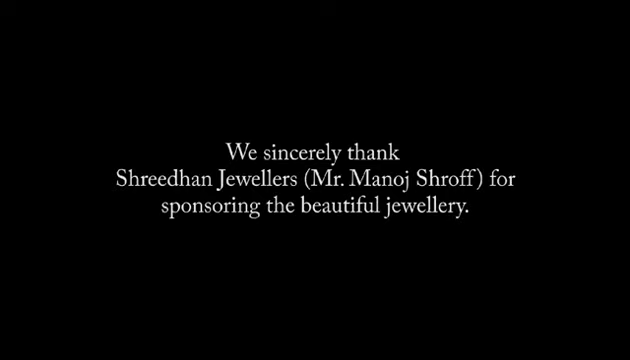 We sincerely thank
Shreedhan Jewellers (Mr. Manoj Shroff) for
sponsoring the beautiful jewellery.